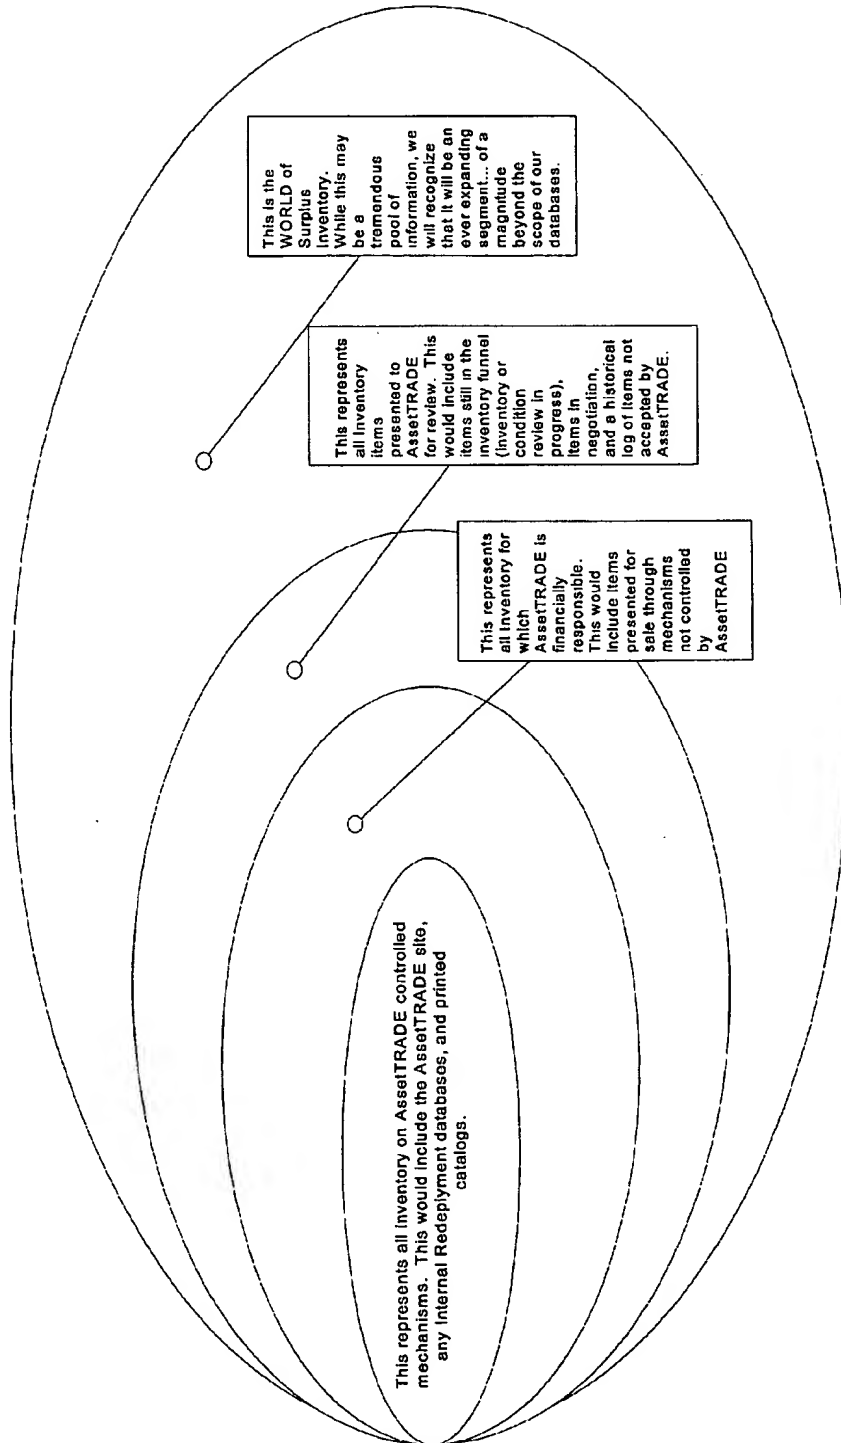 This is the
WORLD of
Surplus
Inventory.
While this may
be a
tremendous
pool of
information, we
will recognize
that it will be an
ever expanding
segment... of a
magnitude
beyond the
scope of our
databases.
This represents
all Inventory
items
presented to
AssetTRADE
for review. This
would include
items still in the
inventory funnel
(inventory or
condition
review in
progress),
items in
negotiation,
and a historical
log of items not
accepted by
AssetTRADE.
This represents
all Inventory for
which
AssetTRADE is
financially
responsible.
This would
include items
presented for
sale through
mechanisms
not controlled
by
AssetTRADE
This represents all Inventory on AssetTRADE controlled
mechanisms. This would include the AssetTRADE site,
any Internal Redeplyment databases, and printed
catalogs.